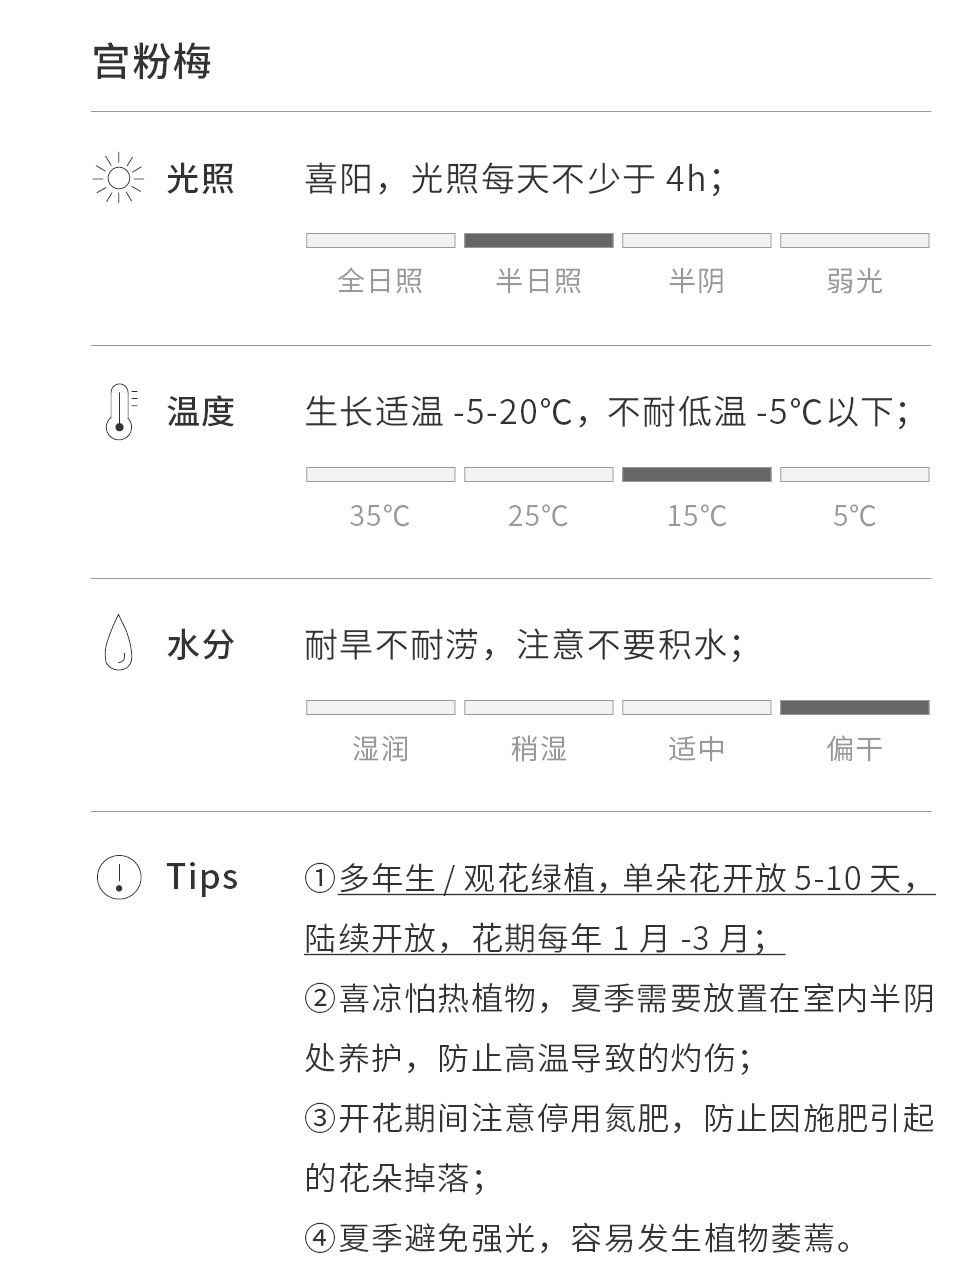 宫粉梅
光照 喜阳，光照每天不少于 4h；
全日照 半日照 半阴 弱光
温度 生长适温 -5-20℃，不耐低温 -5℃以下；
35℃ 25℃ 15℃ 5℃
水分 耐旱不耐涝，注意不要积水；
湿润 稍湿 适中 偏干
Tips ①多年生 / 观花绿植，单朵花开放 5-10 天，
陆续开放，花期每年 1 月 -3 月；
②喜凉怕热植物，夏季需要放置在室内半阴
处养护，防止高温导致的灼伤；
③开花期间注意停用氮肥，防止因施肥引起
的花朵掉落；
④夏季避免强光，容易发生植物萎蔫。